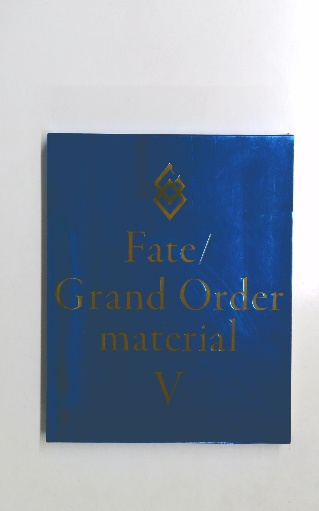 Fate/
Grand Order
material
V